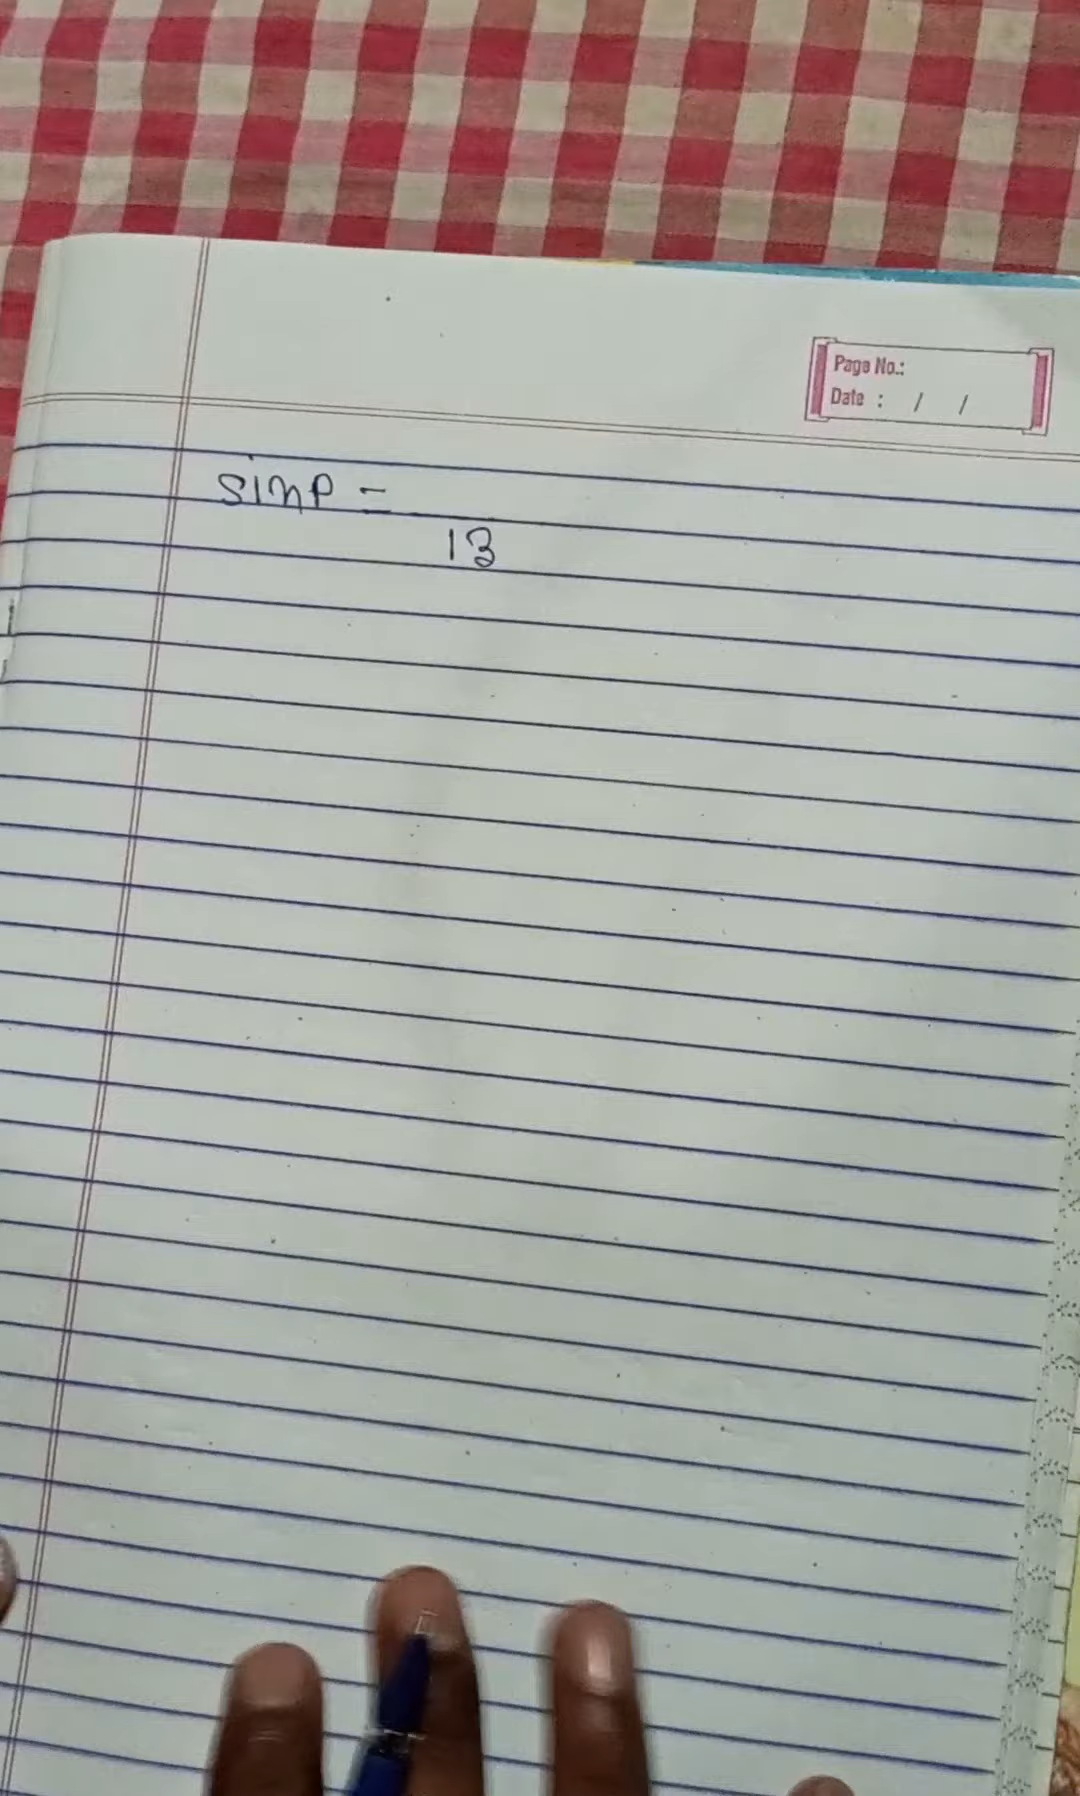 Page No.:
Date : / /
sinp =
13